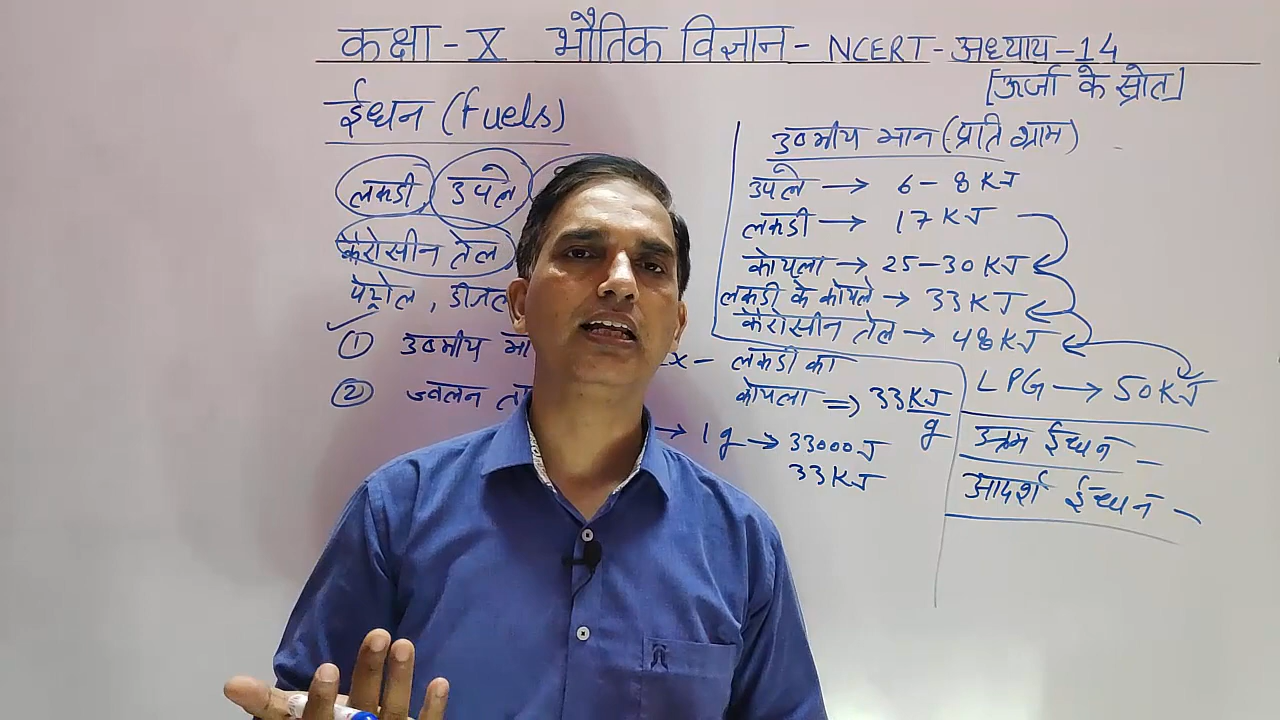 कक्षा - X भौतिक विज्ञान - NCERT - अध्याय - 14
[ऊर्जा के स्रोत]
ईंधन (fuels)
लकडी, उपले
कैरोसीन तेल
पेट्रोल, डीजल
① उष्मीय
② ज्वलन
उष्मीय मान (प्रति ग्राम)
उपले → 6 - 8 KJ
लकडी → 17 KJ
कोयला → 25-30 KJ
लकडी के कोयले → 33 KJ
कैरोसीन तेल → 48 KJ
LPG → 50 KJ
लकडी का
कोयला ⇒ 33 KJ/g
→ 1g → 33000 J
33 KJ
उत्तम ईंधन -
आदर्श ईंधन -